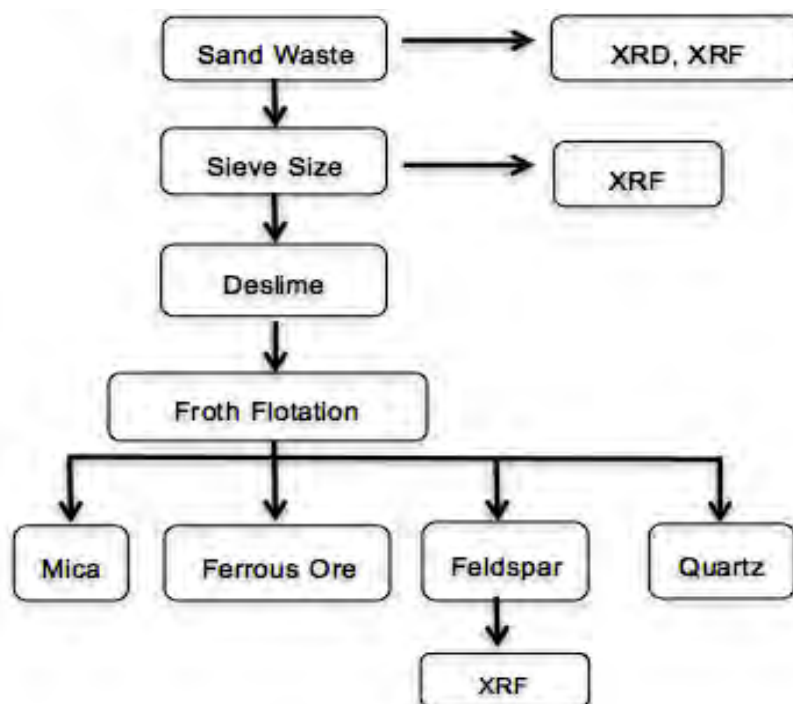 Sand Waste
XRD, XRF
Sieve Size
XRF
Deslime
Froth Flotation
Mica
Ferrous Ore
Feldspar
Quartz
XRF